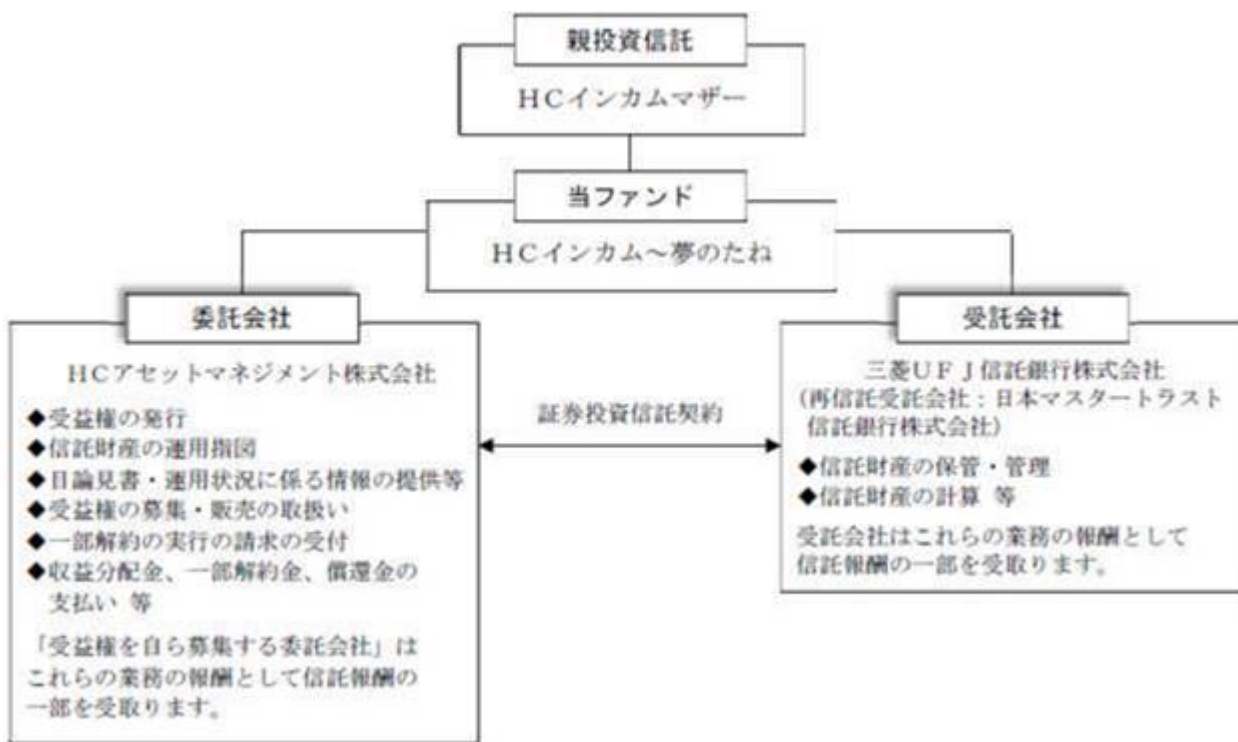 親投資信託
HCインカムマザー
当ファンド
HCインカム~夢のたね
委託会社
HCアセットマネジメント株式会社
◆受益権の発行
◆信託財産の運用指図
◆目論見書・運用状況に係る情報の提供等
◆受益権の募集・販売の取扱い
◆一部解約の実行の請求の受付
◆収益分配金、一部解約金、償還金の
支払い 等
「受益権を自ら募集する委託会社」は
これらの業務の報酬として信託報酬の
一部を受取ります。
証券投資信託契約
受託会社
三菱UFJ信託銀行株式会社
(再信託受託会社:日本マスタートラスト
信託銀行株式会社)
◆信託財産の保管・管理
◆信託財産の計算 等
受託会社はこれらの業務の報酬として
信託報酬の一部を受取ります。